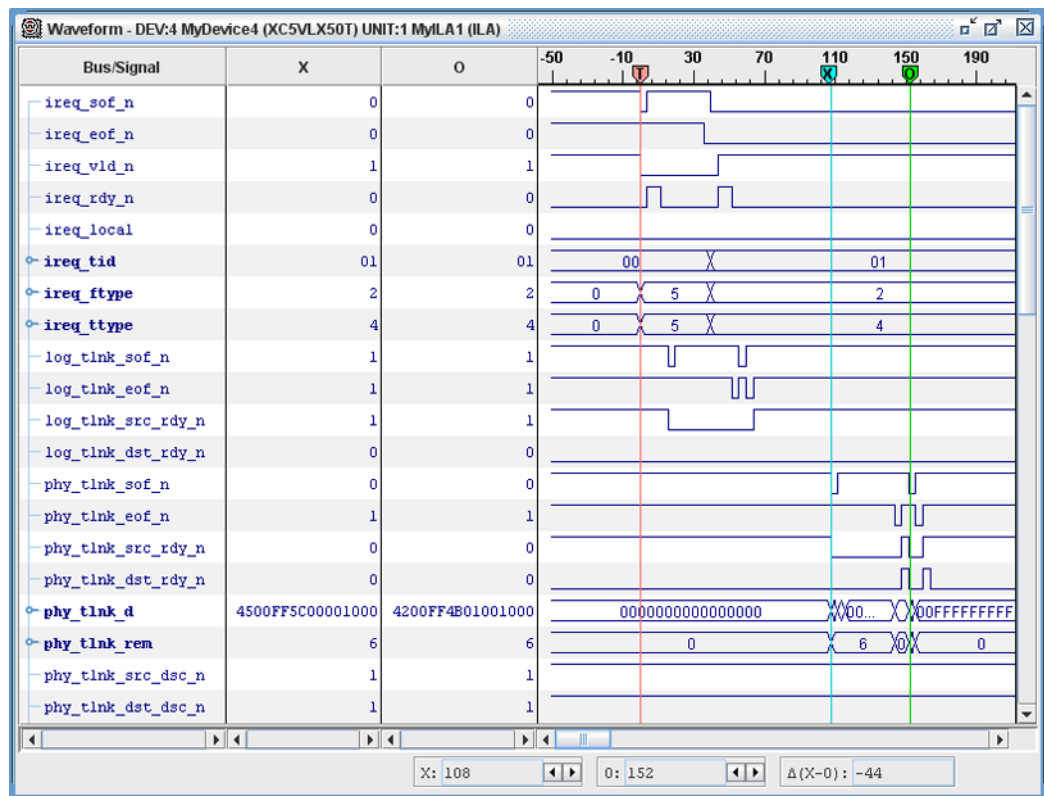 Waveform - DEV:4 MyDevice4 (XC5VLX50T) UNIT:1 MyILA1 (ILA)
Bus/Signal X O -50 -10 30 70 110 150 190
T X O
ireq_sof_n 0 0
ireq_eof_n 0 0
ireq_vld_n 1 1
ireq_rdy_n 0 0
ireq_local 0 0
ireq_tid 01 01 00 01
ireq_ftype 2 2 0 5 2
ireq_ttype 4 4 0 5 4
log_tlnk_sof_n 1 1
log_tlnk_eof_n 1 1
log_tlnk_src_rdy_n 1 1
log_tlnk_dst_rdy_n 0 0
phy_tlnk_sof_n 0 0
phy_tlnk_eof_n 1 1
phy_tlnk_src_rdy_n 0 0
phy_tlnk_dst_rdy_n 0 0
phy_tlnk_d 4500FF5C00001000 4200FF4B01001000 0000000000000000 00... 00FFFFFFFFF
phy_tlnk_rem 6 6 0 6 0 0
phy_tlnk_src_dsc_n 1 1
phy_tlnk_dst_dsc_n 1 1
X: 108 O: 152 Δ(X-O): -44